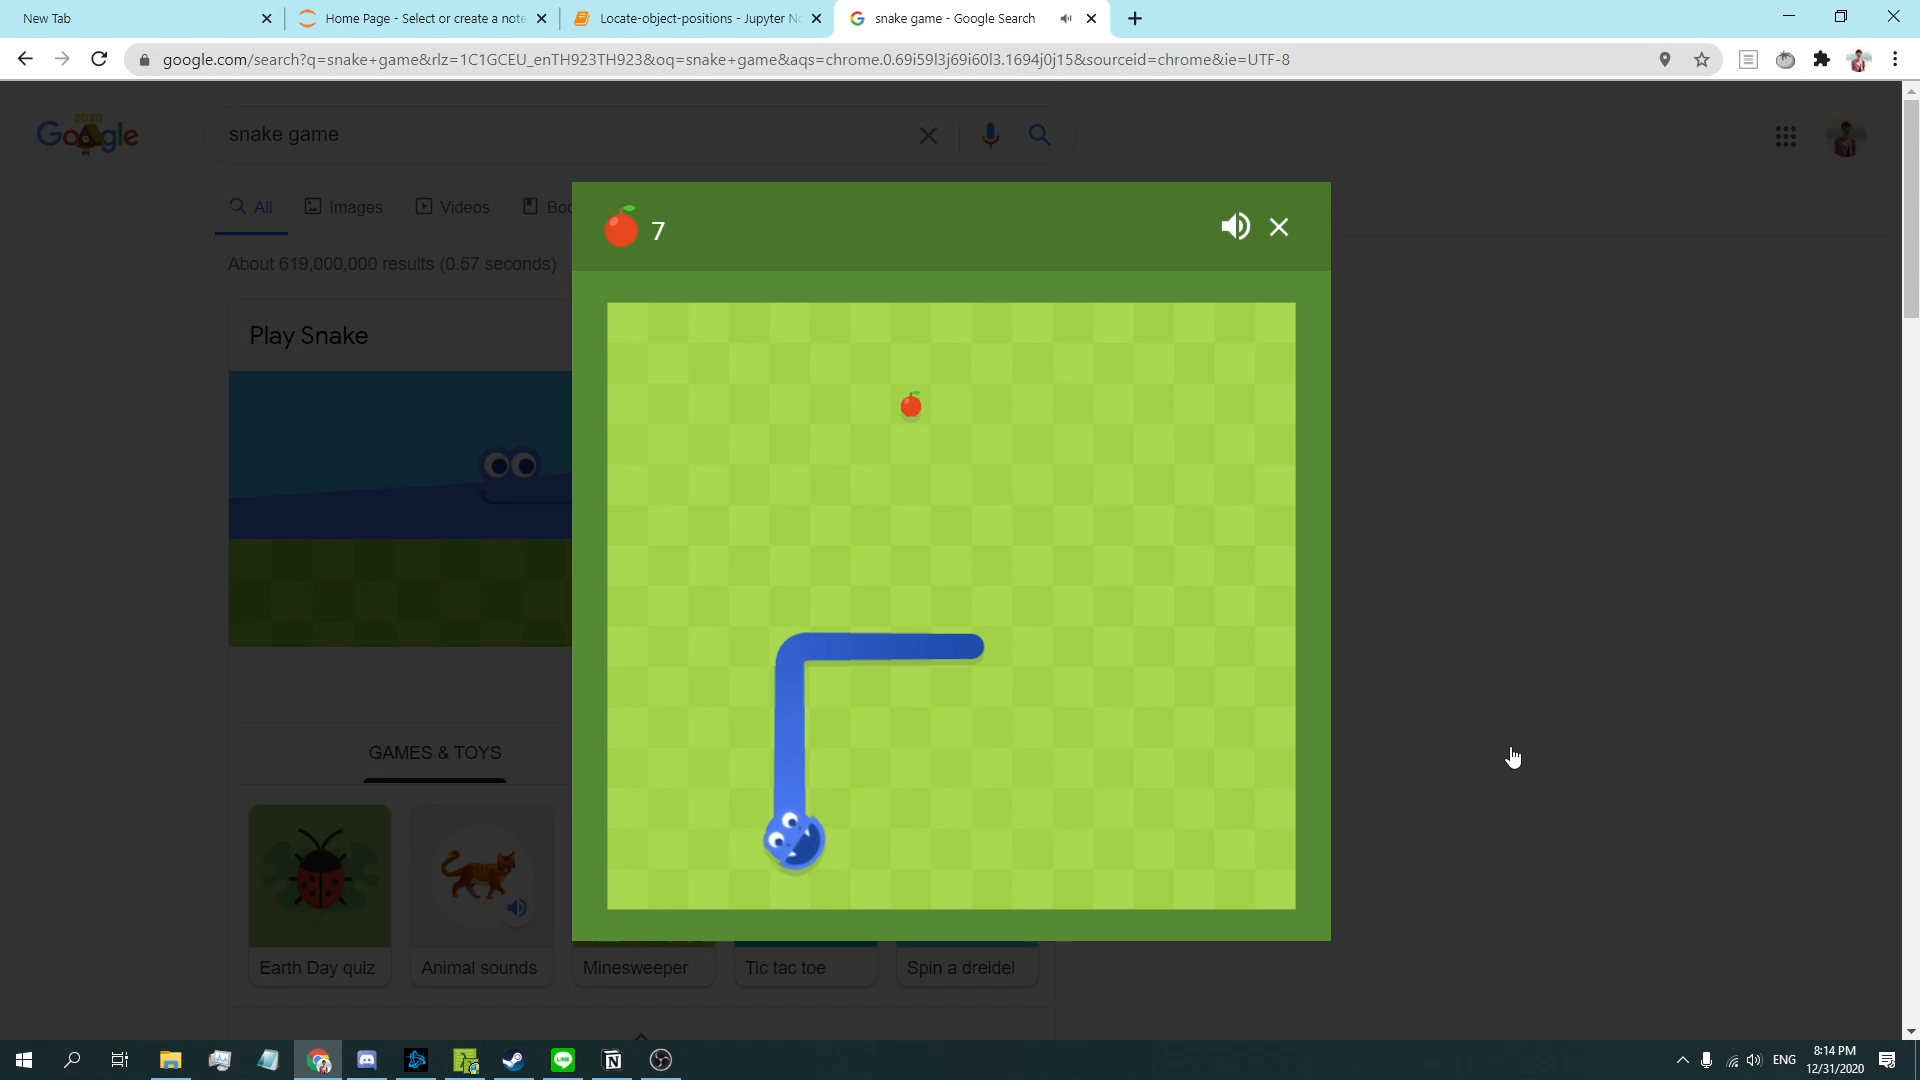 New Tab
Home Page - Select or create a note
Locate-object-positions - Jupyter No
snake game - Google Search
google.com/search?q=snake+game&rlz=1C1GCEU_enTH923TH923&oq=snake+game&aqs=chrome.0.69i59l3j69i60l3.1694j0j15&sourceid=chrome&ie=UTF-8
2020
Google
snake game
All
Images
Videos
Boo
About 619,000,000 results (0.57 seconds)
7
Play Snake
GAMES & TOYS
Earth Day quiz
Animal sounds
Minesweeper
Tic tac toe
Spin a dreidel
LINE
N
ENG
8:14 PM
12/31/2020